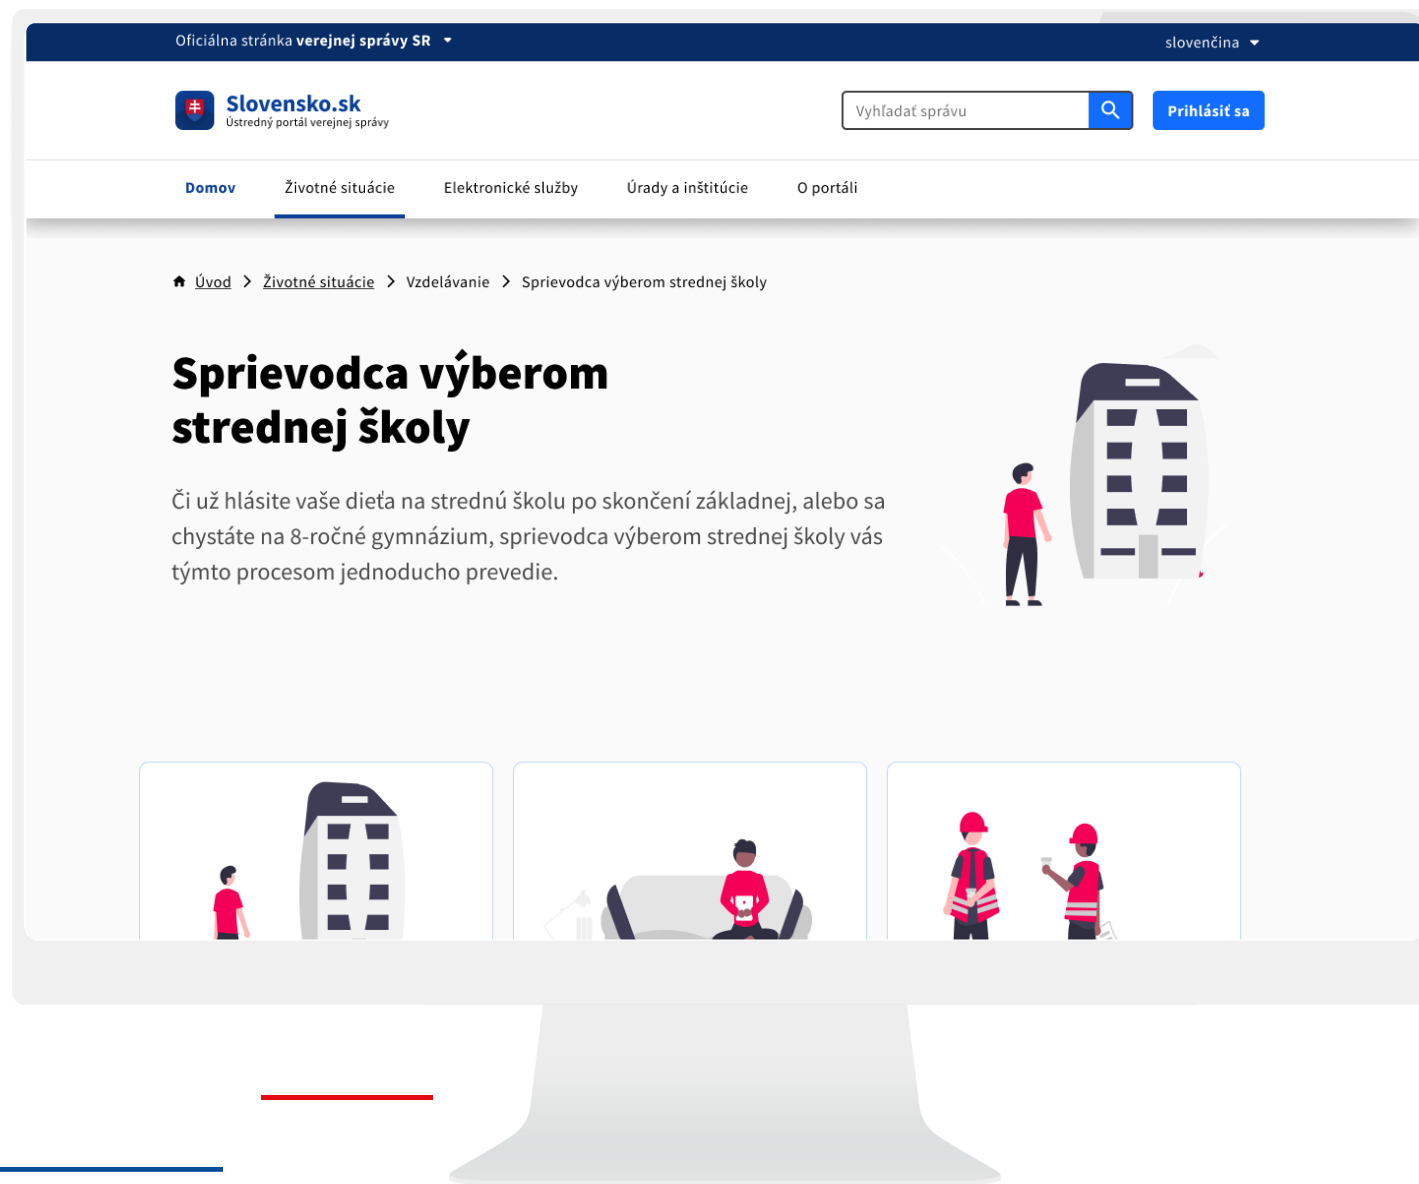 Oficiálna stránka verejnej správy SR
slovenčina
Slovensko.sk
Ústredný portál verejnej správy
Vyhľadať správu
Prihlásiť sa
Domov
Životné situácie
Elektronické služby
Úrady a inštitúcie
O portáli
Úvod > Životné situácie > Vzdelávanie > Sprievodca výberom strednej školy
Sprievodca výberom
strednej školy
Či už hlásite vaše dieťa na strednú školu po skončení základnej, alebo sa
chystáte na 8-ročné gymnázium, sprievodca výberom strednej školy vás
týmto procesom jednoducho prevedie.